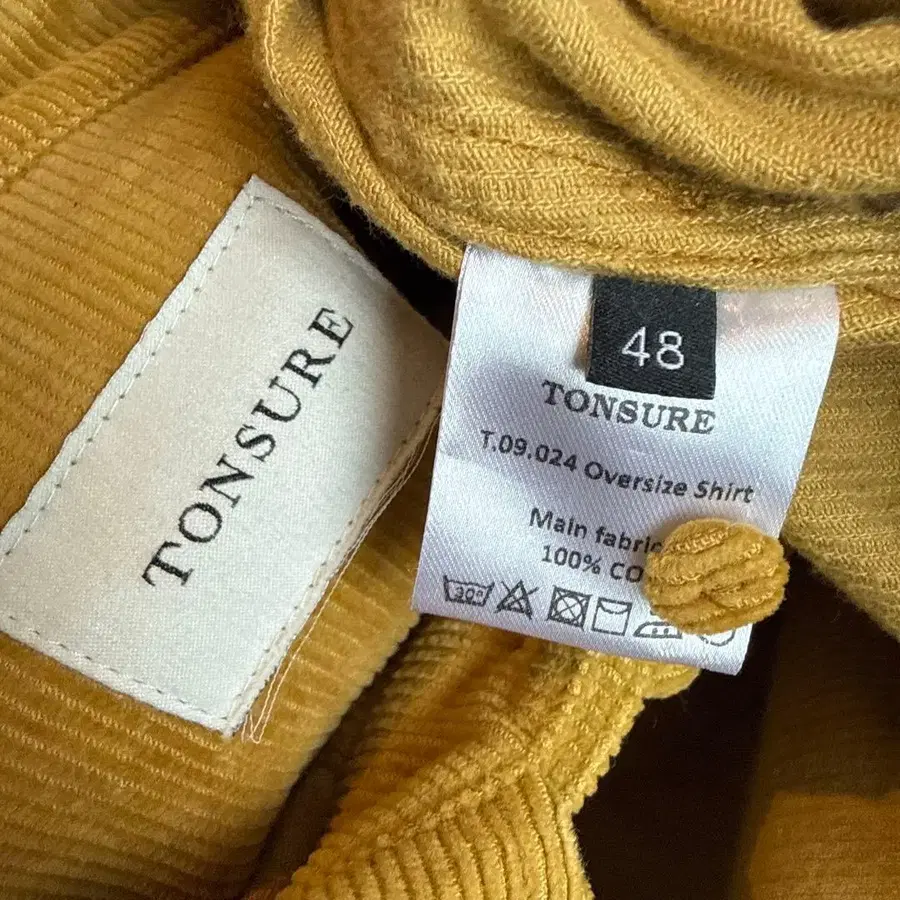 TONSURE
48
TONSURE
T.09.024 Oversize Shirt
Main fabric
100% CO
30°